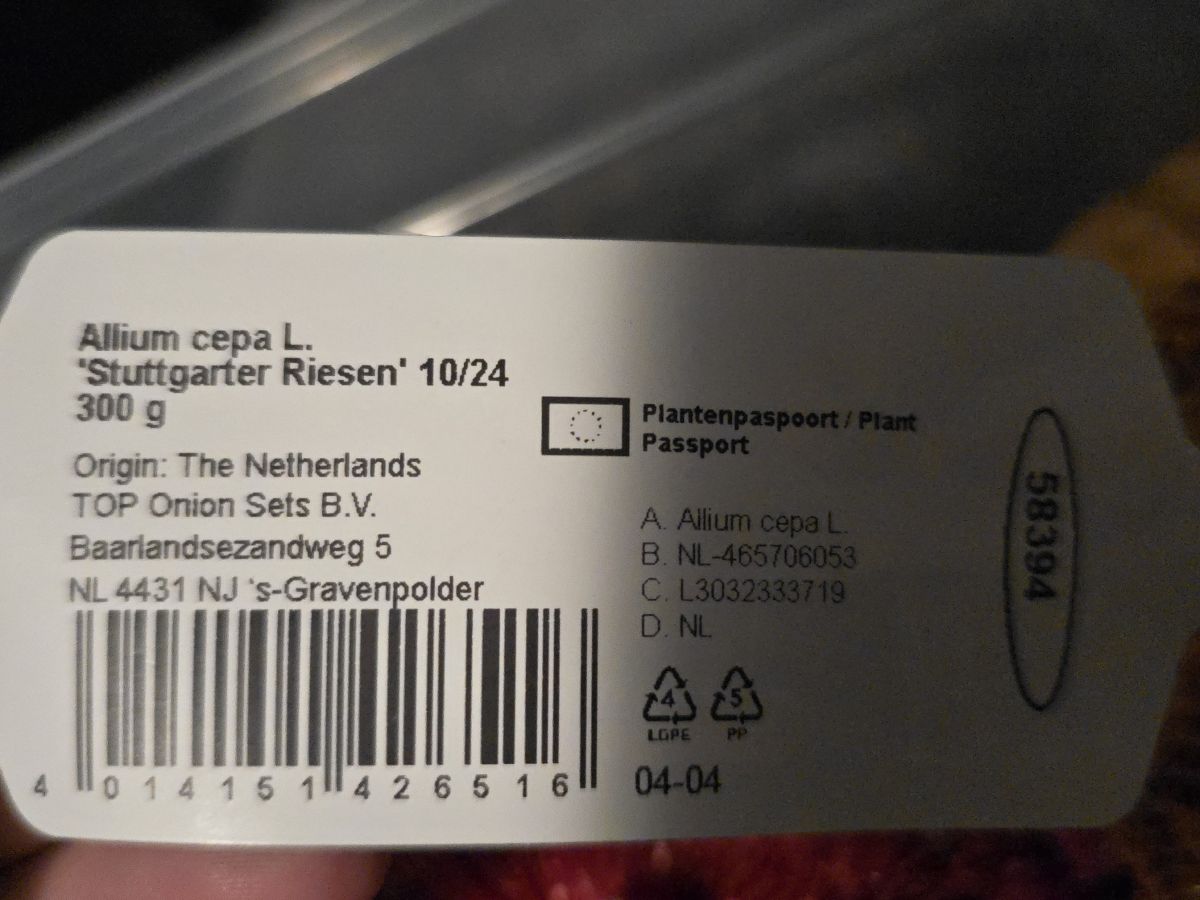 Allium cepa L.
'Stuttgarter Riesen' 10/24
300 g
Origin: The Netherlands
TOP Onion Sets B.V.
Baarlandsezandweg 5
NL 4431 NJ 's-Gravenpolder
4 014151 426516
Plantenpaspoort / Plant
Passport
A. Allium cepa L.
B. NL-465706053
C. L3032333719
D. NL
4 5
LDPE PP
04-04
58394